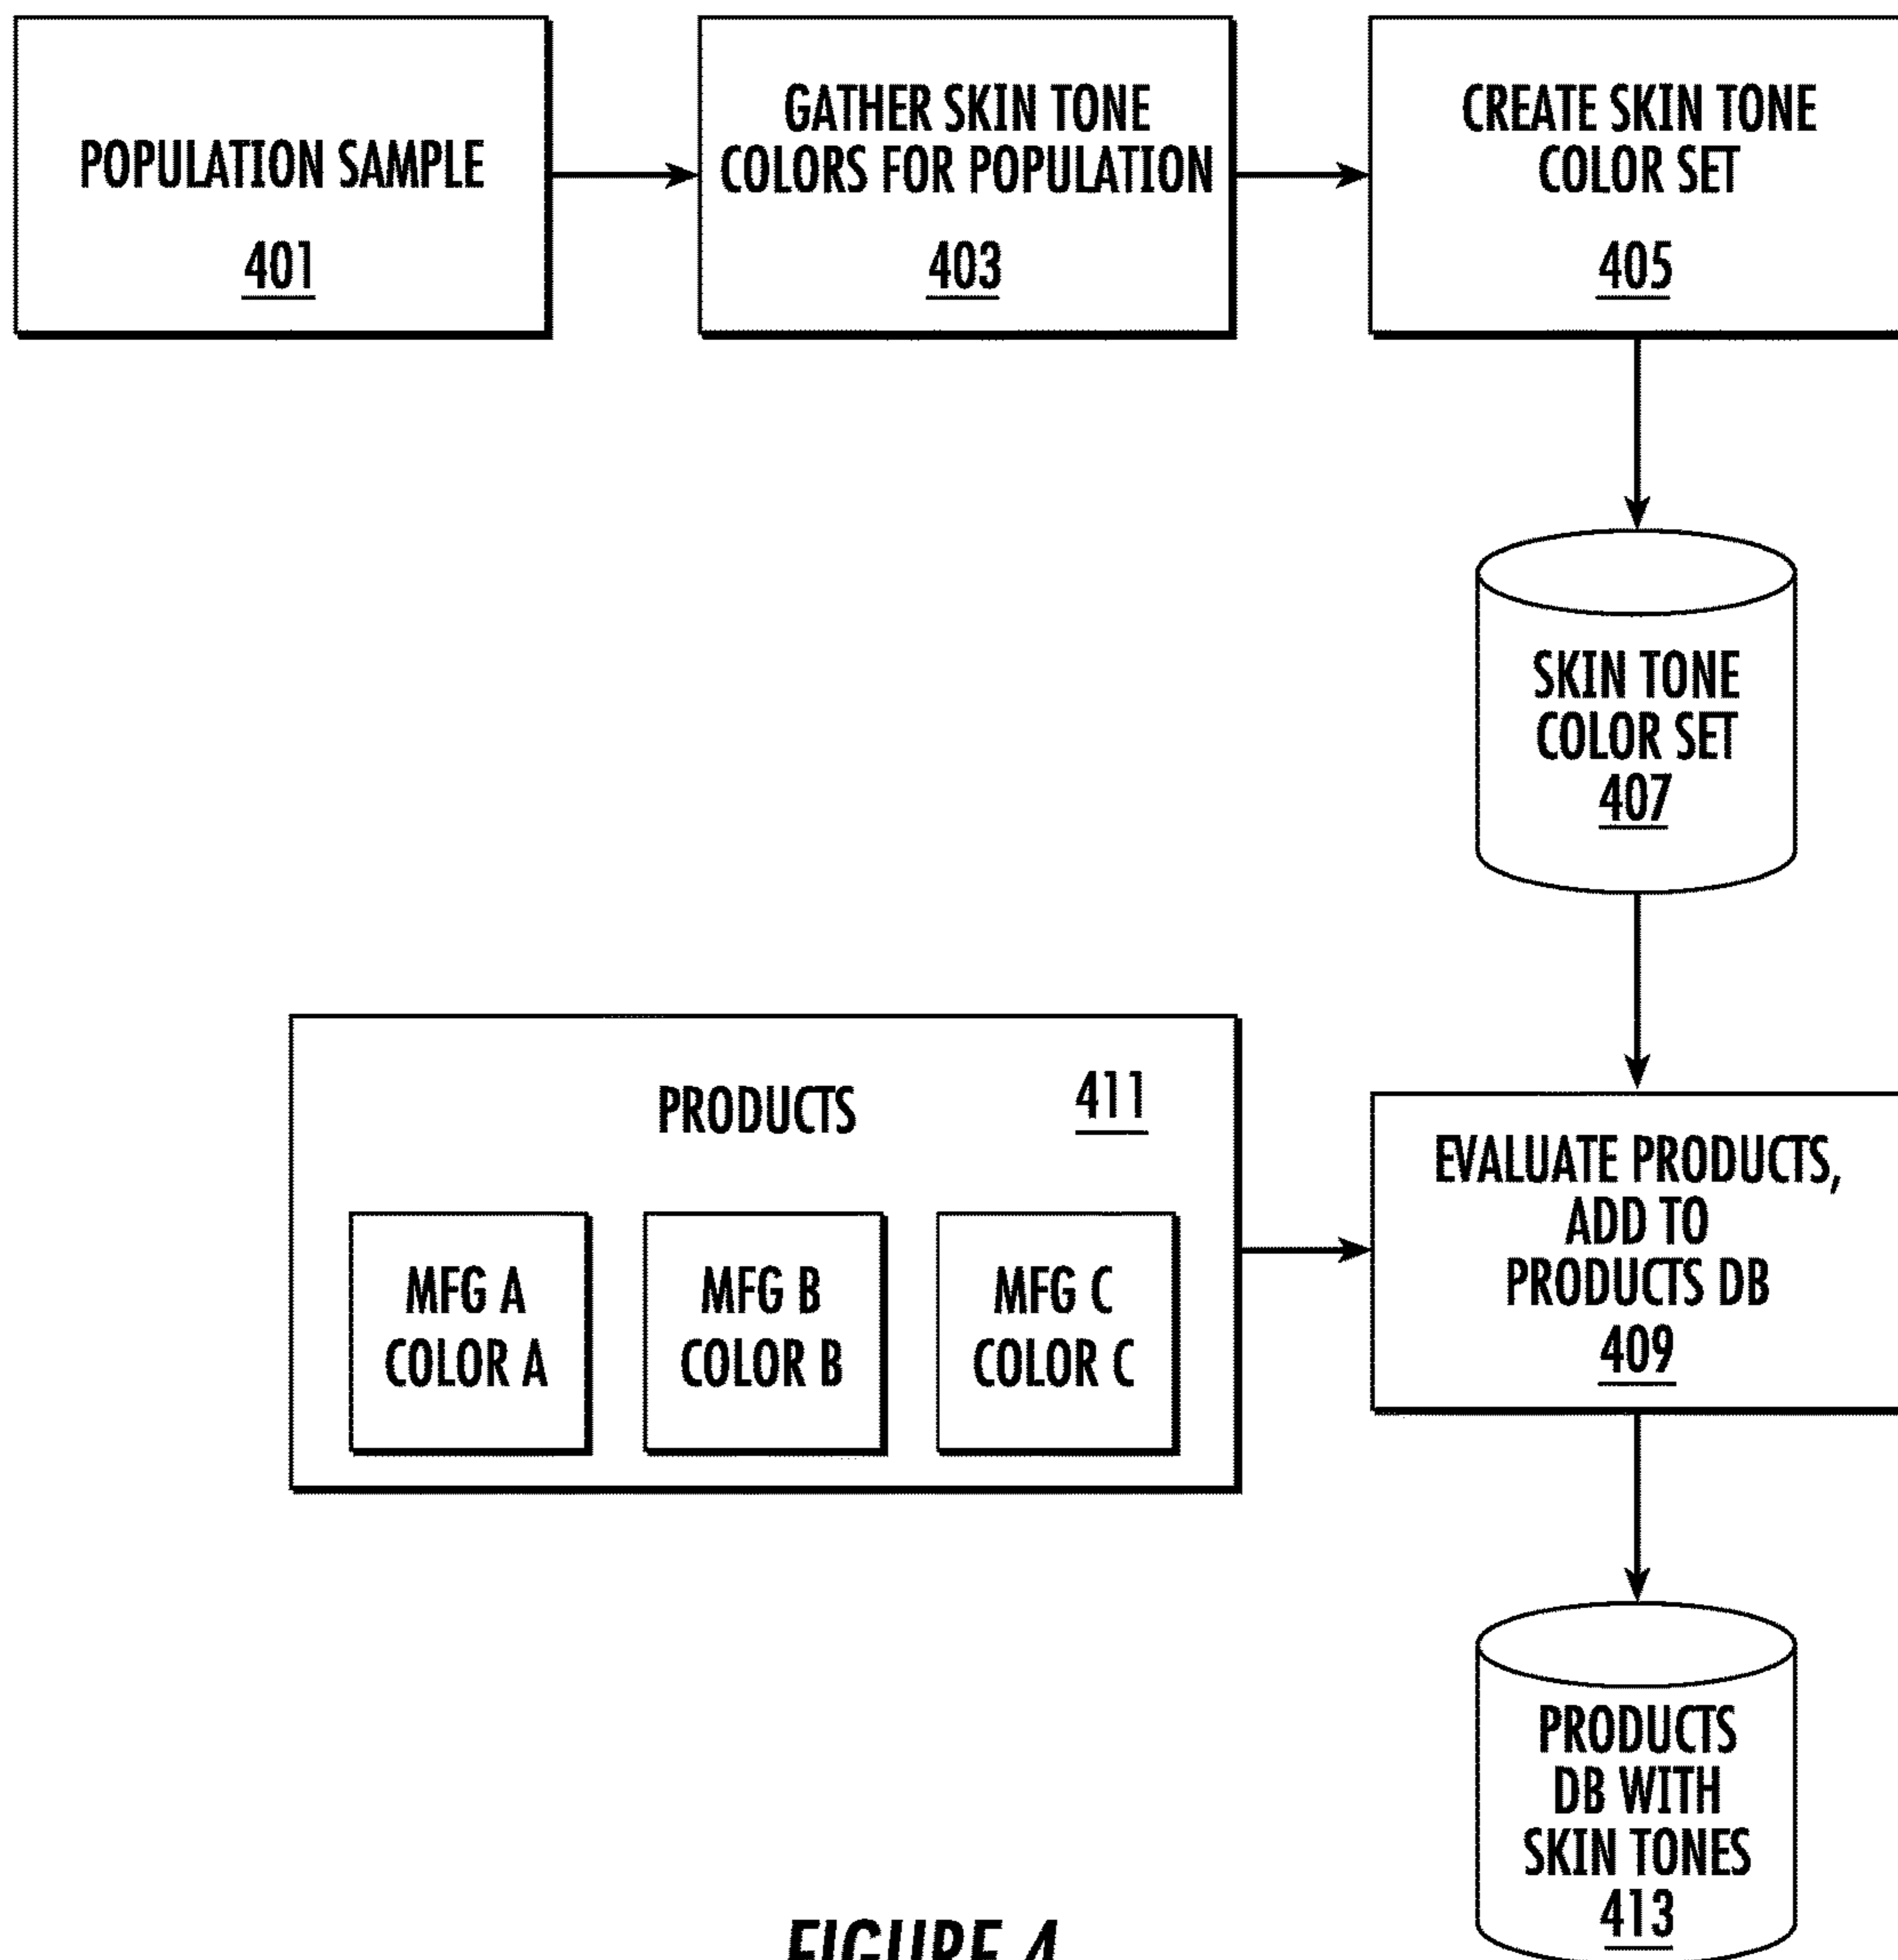 POPULATION SAMPLE
401
GATHER SKIN TONE
COLORS FOR POPULATION
403
CREATE SKIN TONE
COLOR SET
405
SKIN TONE
COLOR SET
407
PRODUCTS
411
MFG A
COLOR A
MFG B
COLOR B
MFG C
COLOR C
EVALUATE PRODUCTS,
ADD TO
PRODUCTS DB
409
PRODUCTS
DB WITH
SKIN TONES
413
FIGURE 4